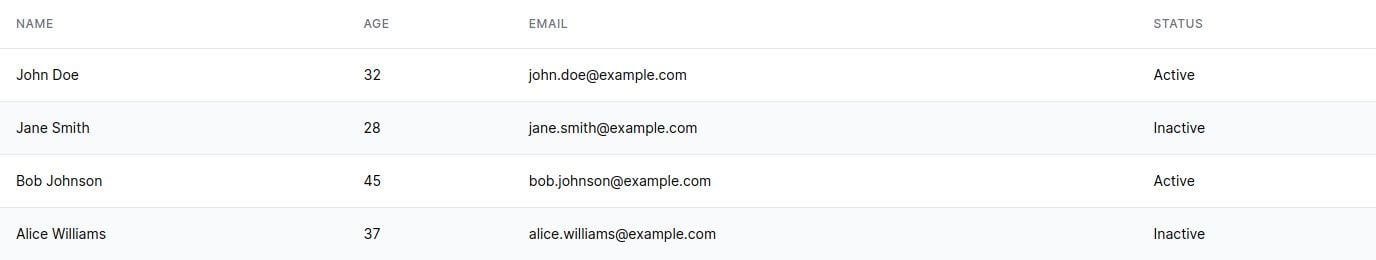 NAME AGE EMAIL STATUS
John Doe 32 john.doe@example.com Active
Jane Smith 28 jane.smith@example.com Inactive
Bob Johnson 45 bob.johnson@example.com Active
Alice Williams 37 alice.williams@example.com Inactive